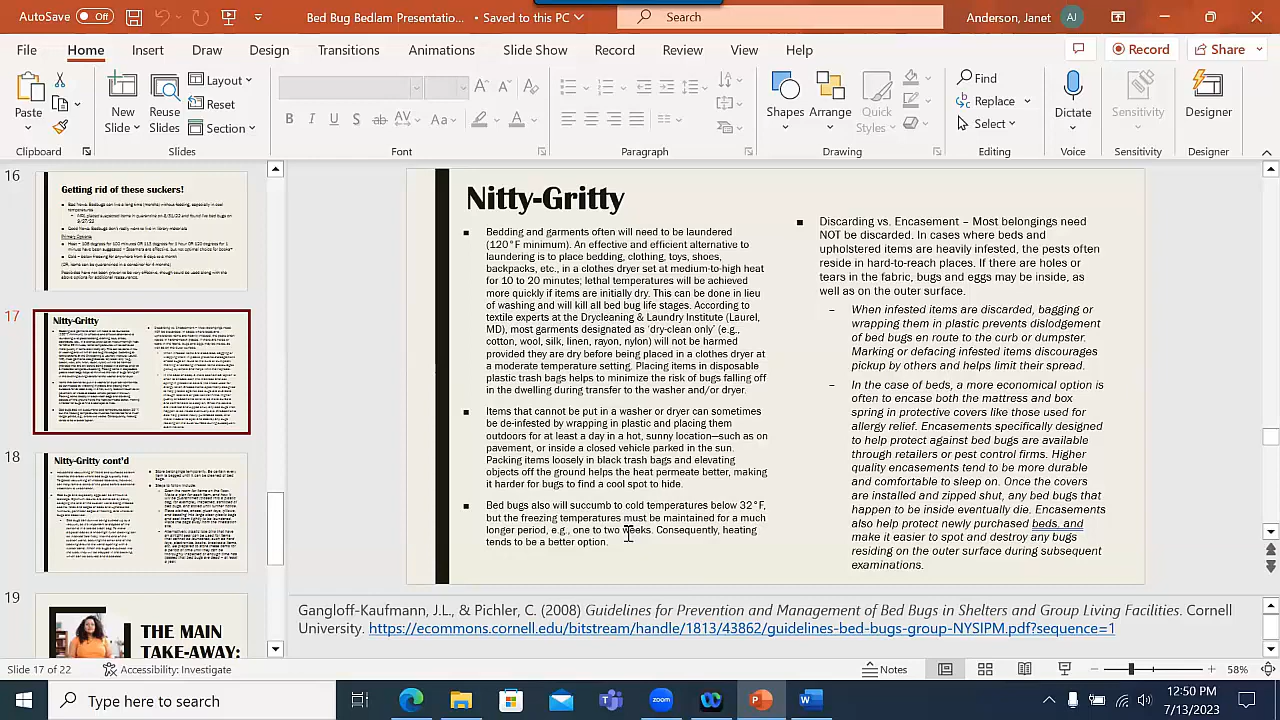 AutoSave Off Bed Bug Bedlam Presentatio... • Saved to this PC Search Anderson, Janet AJ
File Home Insert Draw Design Transitions Animations Slide Show Record Review View Help Record Share
Paste New Slide Reuse Slides Layout Reset Section
B I U S ab AV Aa A
Shapes Arrange Quick Styles Find Replace Select Dictate Sensitivity Designer
Clipboard Slides Font Paragraph Drawing Editing Voice Sensitivity Designer
16
Getting rid of these suckers!
17
Nitty-Gritty
18
Nitty-Gritty cont'd
19
THE MAIN
TAKE-AWAY:
Nitty-Gritty
Bedding and garments often will need to be laundered
(120°F minimum). An effective and efficient alternative to
laundering is to place bedding, clothing, toys, shoes,
backpacks, etc., in a clothes dryer set at medium-to-high heat
for 10 to 20 minutes; lethal temperatures will be achieved
more quickly if items are initially dry. This can be done in lieu
of washing and will kill all bed bug life stages. According to
textile experts at the Drycleaning & Laundry Institute (Laurel,
MD), most garments designated as 'dry-clean only' (e.g.,
cotton, wool, silk, linen, rayon, nylon) will not be harmed
provided they are dry before being placed in a clothes dryer at
a moderate temperature setting. Placing items in disposable
plastic trash bags helps to minimize the risk of bugs falling off
in the dwelling during transfer to the washer and/or dryer.
Items that cannot be put in a washer or dryer can sometimes
be de-infested by wrapping in plastic and placing them
outdoors for at least a day in a hot, sunny location—such as on
pavement, or inside a closed vehicle parked in the sun.
Packing items loosely in black trash bags and elevating
objects off the ground helps the heat permeate better, making
it harder for bugs to find a cool spot to hide.
Bed bugs also will succumb to cold temperatures below 32°F,
but the freezing temperatures must be maintained for a much
longer period, e.g., one to two weeks. Consequently, heating
tends to be a better option.
Discarding vs. Encasement – Most belongings need
NOT be discarded. In cases where beds and
upholstered items are heavily infested, the pests often
reside in hard-to-reach places. If there are holes or
tears in the fabric, bugs and eggs may be inside, as
well as on the outer surface.
– When infested items are discarded, bagging or
wrapping them in plastic prevents dislodgement
of bed bugs en route to the curb or dumpster.
Marking or defacing infested items discourages
pickup by others and helps limit their spread.
– In the case of beds, a more economical option is
often to encase both the mattress and box
spring in protective covers like those used for
allergy relief. Encasements specifically designed
to help protect against bed bugs are available
through retailers or pest control firms. Higher
quality encasements tend to be more durable
and comfortable to sleep on. Once the covers
are installed and zipped shut, any bed bugs that
happen to be inside eventually die. Encasements
also help protect newly purchased beds, and
make it easier to spot and destroy any bugs
residing on the outer surface during subsequent
examinations.
Gangloff-Kaufmann, J.L., & Pichler, C. (2008) Guidelines for Prevention and Management of Bed Bugs in Shelters and Group Living Facilities. Cornell
University. https://ecommons.cornell.edu/bitstream/handle/1813/43862/guidelines-bed-bugs-group-NYSIPM.pdf?sequence=1
Slide 17 of 22 Accessibility: Investigate Notes 58%
Type here to search zoom 12:50 PM
7/13/2023